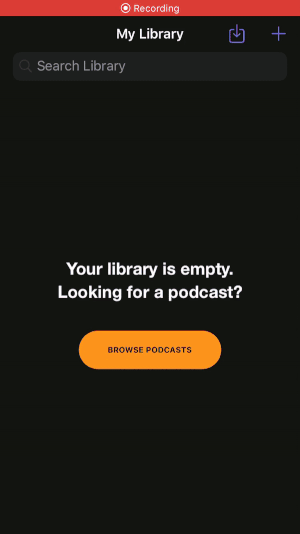 Recording
My Library
Search Library
Your library is empty.
Looking for a podcast?
BROWSE PODCASTS